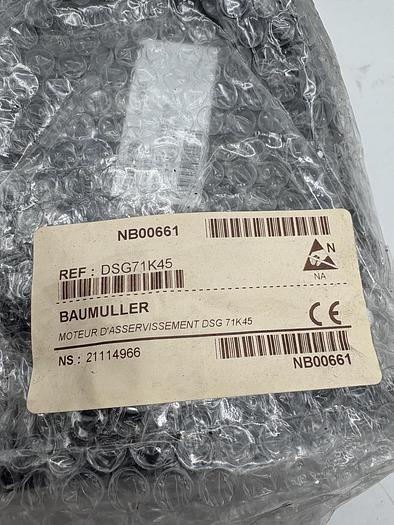 NB00661
N
NA
REF : DSG71K45
BAUMULLER
MOTEUR D'ASSERVISSEMENT DSG 71K45
CE
NS : 21114966
NB00661